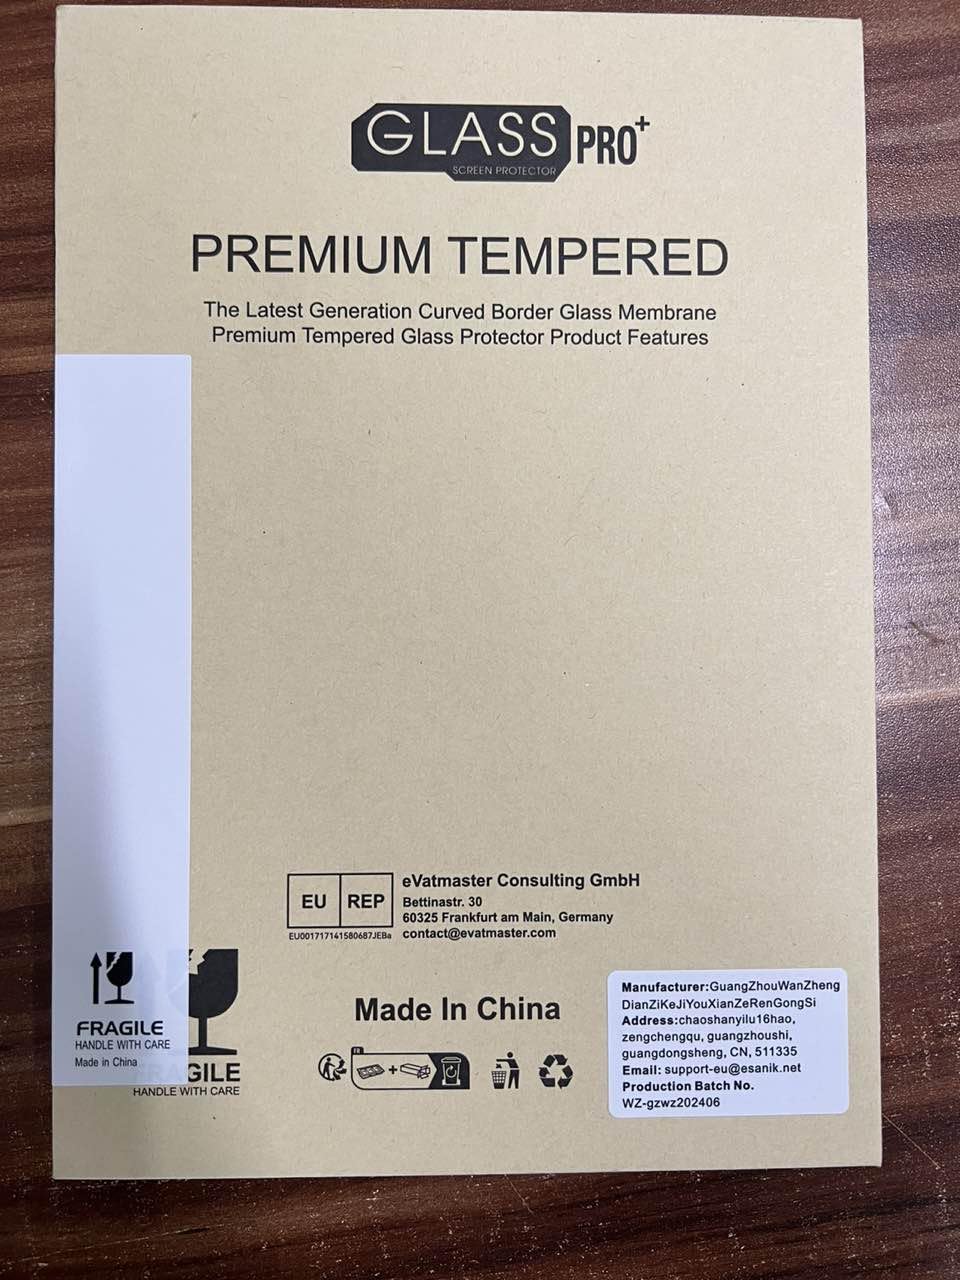 GLASS PRO+
SCREEN PROTECTOR
PREMIUM TEMPERED
The Latest Generation Curved Border Glass Membrane
Premium Tempered Glass Protector Product Features
EU REP
EU001717141580687JEBa
eVatmaster Consulting GmbH
Bettinastr. 30
60325 Frankfurt am Main, Germany
contact@evatmaster.com
FRAGILE
HANDLE WITH CARE
Made in China
AGILE
HANDLE WITH CARE
Made In China
FR
Manufacturer:GuangZhouWanZheng
DianZiKeJiYouXianZeRenGongSi
Address:chaoshanyilu16hao,
zengchengqu, guangzhoushi,
guangdongsheng, CN, 511335
Email: support-eu@esanik.net
Production Batch No.
WZ-gzwz202406